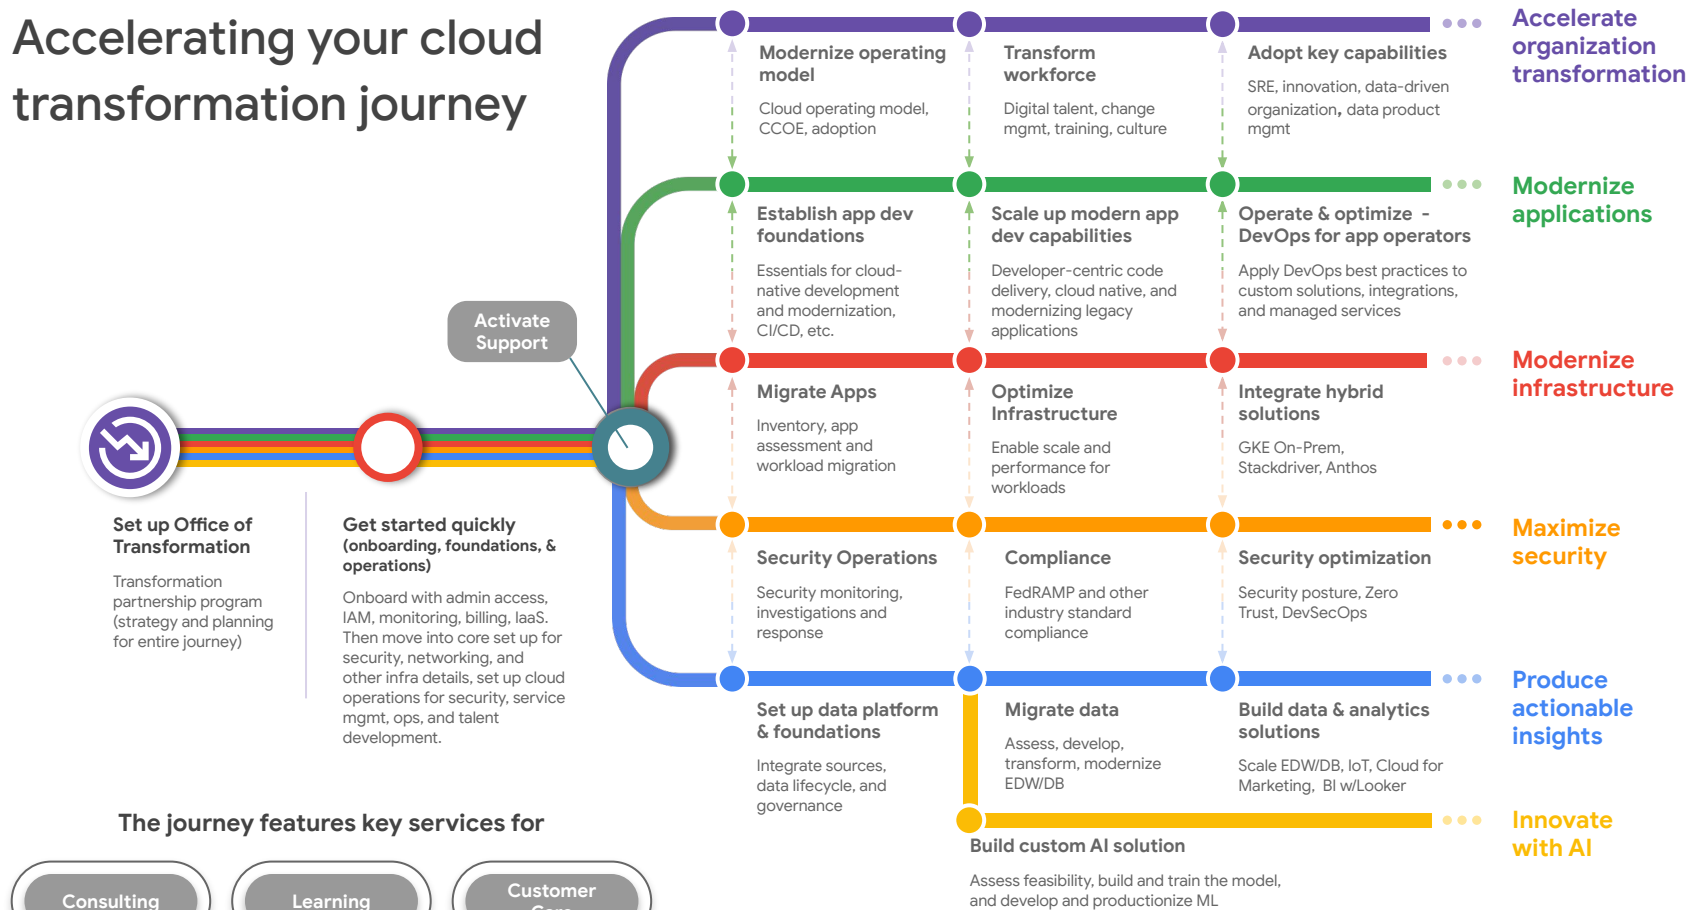 Accelerating your cloud
transformation journey
Modernize operating
model
Cloud operating model,
CCOE, adoption
Transform
workforce
Digital talent, change
mgmt, training, culture
Adopt key capabilities
SRE, innovation, data-driven
organization, data product
mgmt
Accelerate
organization
transformation
Establish app dev
foundations
Essentials for cloud-
native development
and modernization,
CI/CD, etc.
Scale up modern app
dev capabilities
Developer-centric code
delivery, cloud native, and
modernizing legacy
applications
Operate & optimize -
DevOps for app operators
Apply DevOps best practices to
custom solutions, integrations,
and managed services
Modernize
applications
Activate
Support
Migrate Apps
Inventory, app
assessment and
workload migration
Optimize
Infrastructure
Enable scale and
performance for
workloads
Integrate hybrid
solutions
GKE On-Prem,
Stackdriver, Anthos
Modernize
infrastructure
Set up Office of
Transformation
Transformation
partnership program
(strategy and planning
for entire journey)
Get started quickly
(onboarding, foundations, &
operations)
Onboard with admin access,
IAM, monitoring, billing, IaaS.
Then move into core set up for
security, networking, and
other infra details, set up cloud
operations for security, service
mgmt, ops, and talent
development.
Security Operations
Security monitoring,
investigations and
response
Compliance
FedRAMP and other
industry standard
compliance
Security optimization
Security posture, Zero
Trust, DevSecOps
Maximize
security
Set up data platform
& foundations
Integrate sources,
data lifecycle, and
governance
Migrate data
Assess, develop,
transform, modernize
EDW/DB
Build data & analytics
solutions
Scale EDW/DB, IoT, Cloud for
Marketing, BI w/Looker
Produce
actionable
insights
Build custom AI solution
Assess feasibility, build and train the model,
and develop and productionize ML
Innovate
with AI
The journey features key services for
Consulting
Learning
Customer